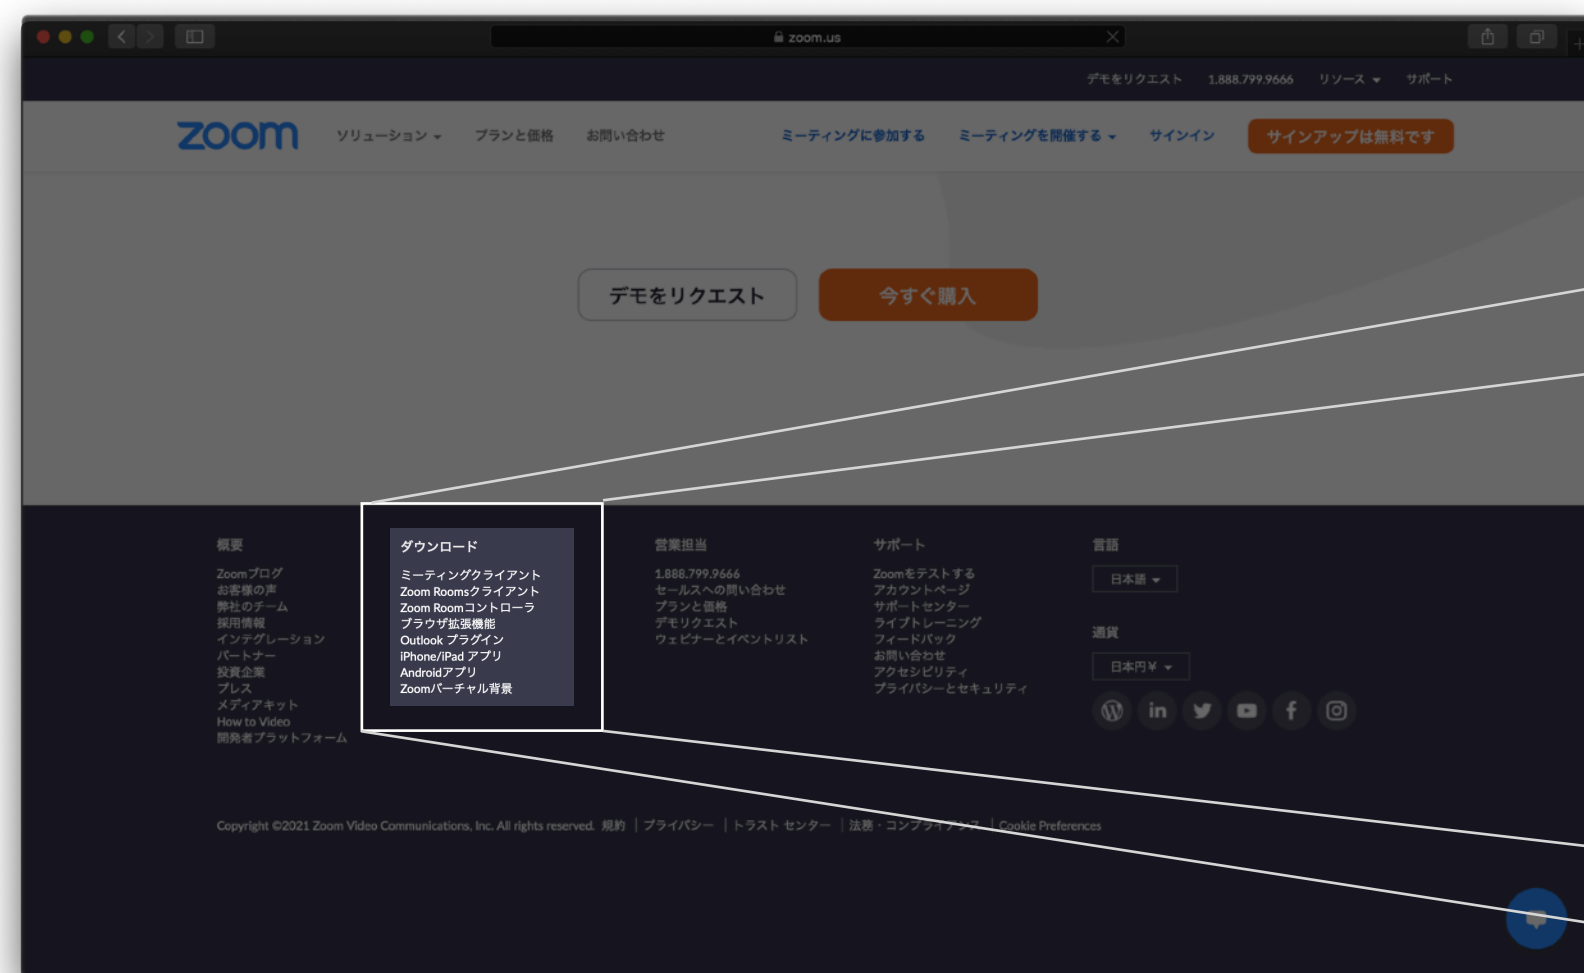 zoom.us
デモをリクエスト 1.888.799.9666 リソース サポート
zoom ソリューション プランと価格 お問い合わせ ミーティングに参加する ミーティングを開催する サインイン サインアップは無料です
デモをリクエスト 今すぐ購入
概要
Zoomブログ
お客様の声
弊社のチーム
採用情報
インテグレーション
パートナー
投資企業
プレス
メディアキット
How to Video
開発者プラットフォーム
ダウンロード
ミーティングクライアント
Zoom Roomsクライアント
Zoom Roomコントローラ
ブラウザ拡張機能
Outlook プラグイン
iPhone/iPad アプリ
Androidアプリ
Zoomバーチャル背景
営業担当
1.888.799.9666
セールスへの問い合わせ
プランと価格
デモリクエスト
ウェビナーとイベントリスト
サポート
Zoomをテストする
アカウントページ
サポートセンター
ライブトレーニング
フィードバック
お問い合わせ
アクセシビリティ
プライバシーとセキュリティ
言語
日本語
通貨
日本円¥
Copyright ©2021 Zoom Video Communications, Inc. All rights reserved. 規約 | プライバシー | トラスト センター | 法務・コンプライアンス | Cookie Preferences